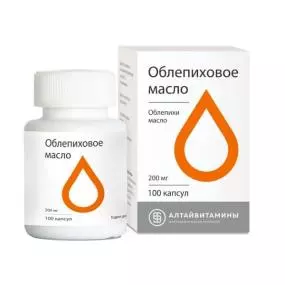 Облепиховое
масло
200 мг
100 капсул
Облепиховое
масло
Облепихи
масло
200 мг
100 капсул
АЛТАЙВИТАМИНЫ